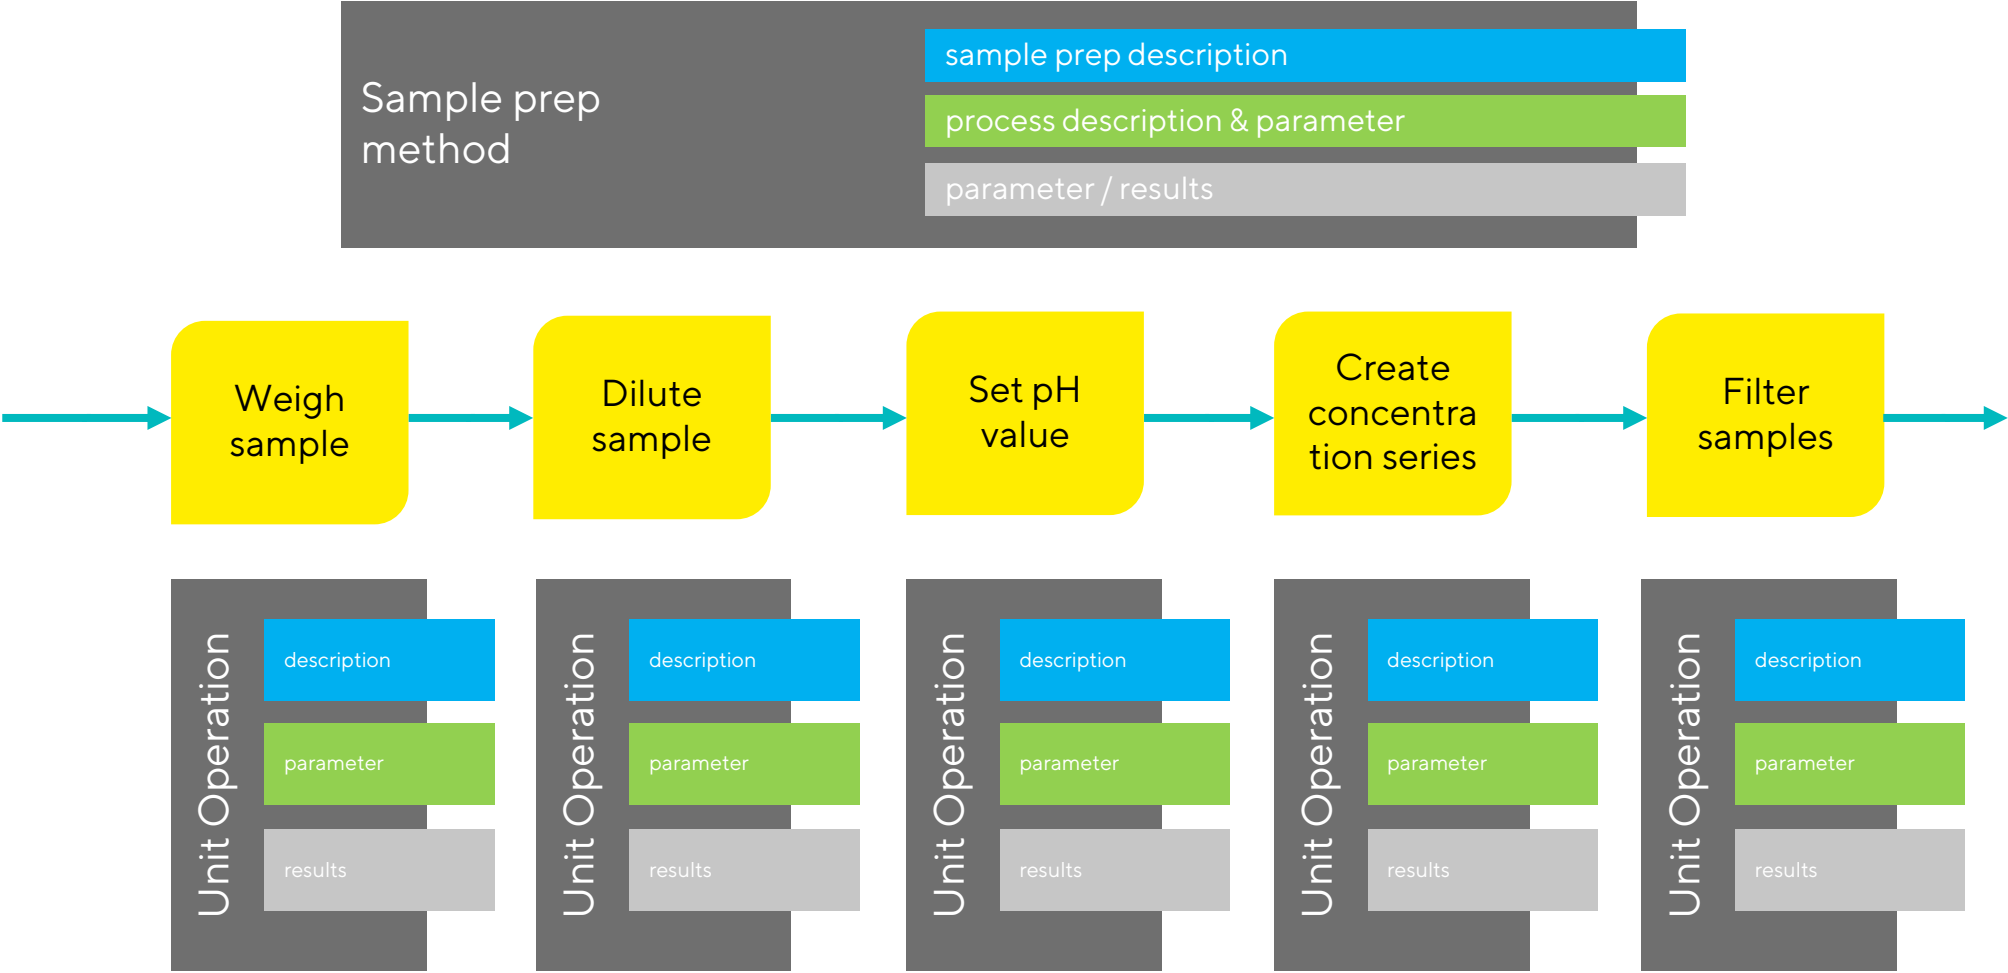 Sample prep
method
sample prep description
process description & parameter
parameter / results
Weigh
sample
Dilute
sample
Set pH
value
Create
concentra
tion series
Filter
samples
Unit Operation
description
parameter
results
Unit Operation
description
parameter
results
Unit Operation
description
parameter
results
Unit Operation
description
parameter
results
Unit Operation
description
parameter
results